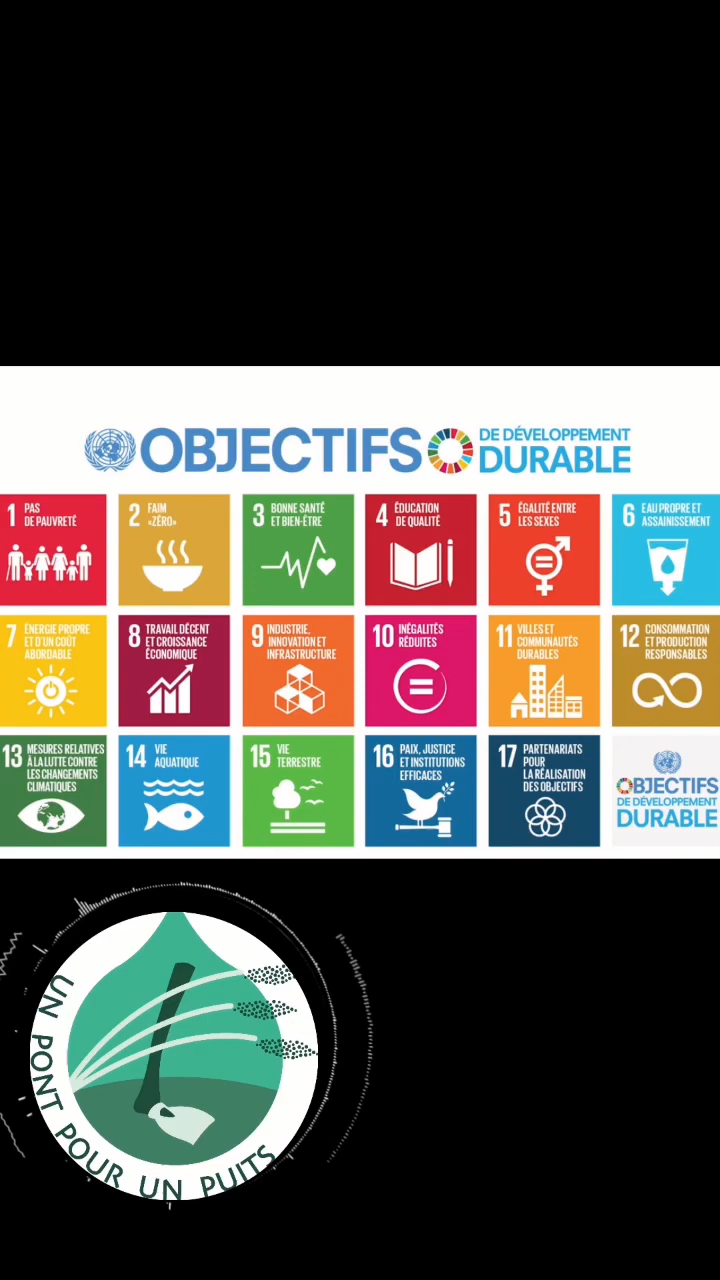 OBJECTIFS
DE DÉVELOPPEMENT
DURABLE
1 PAS
DE PAUVRETÉ
2 FAIM
«ZÉRO»
3 BONNE SANTÉ
ET BIEN-ÊTRE
4 ÉDUCATION
DE QUALITÉ
5 ÉGALITÉ ENTRE
LES SEXES
6 EAU PROPRE ET
ASSAINISSEMENT
7 ÉNERGIE PROPRE
ET D'UN COÛT
ABORDABLE
8 TRAVAIL DÉCENT
ET CROISSANCE
ÉCONOMIQUE
9 INDUSTRIE,
INNOVATION ET
INFRASTRUCTURE
10 INÉGALITÉS
RÉDUITES
11 VILLES ET
COMMUNAUTÉS
DURABLES
12 CONSOMMATION
ET PRODUCTION
RESPONSABLES
13 MESURES RELATIVES
À LA LUTTE CONTRE
LES CHANGEMENTS
CLIMATIQUES
14 VIE
AQUATIQUE
15 VIE
TERRESTRE
16 PAIX, JUSTICE
ET INSTITUTIONS
EFFICACES
17 PARTENARIATS
POUR
LA RÉALISATION
DES OBJECTIFS
OBJECTIFS
DE DÉVELOPPEMENT
DURABLE
UN PONT POUR UN PUITS